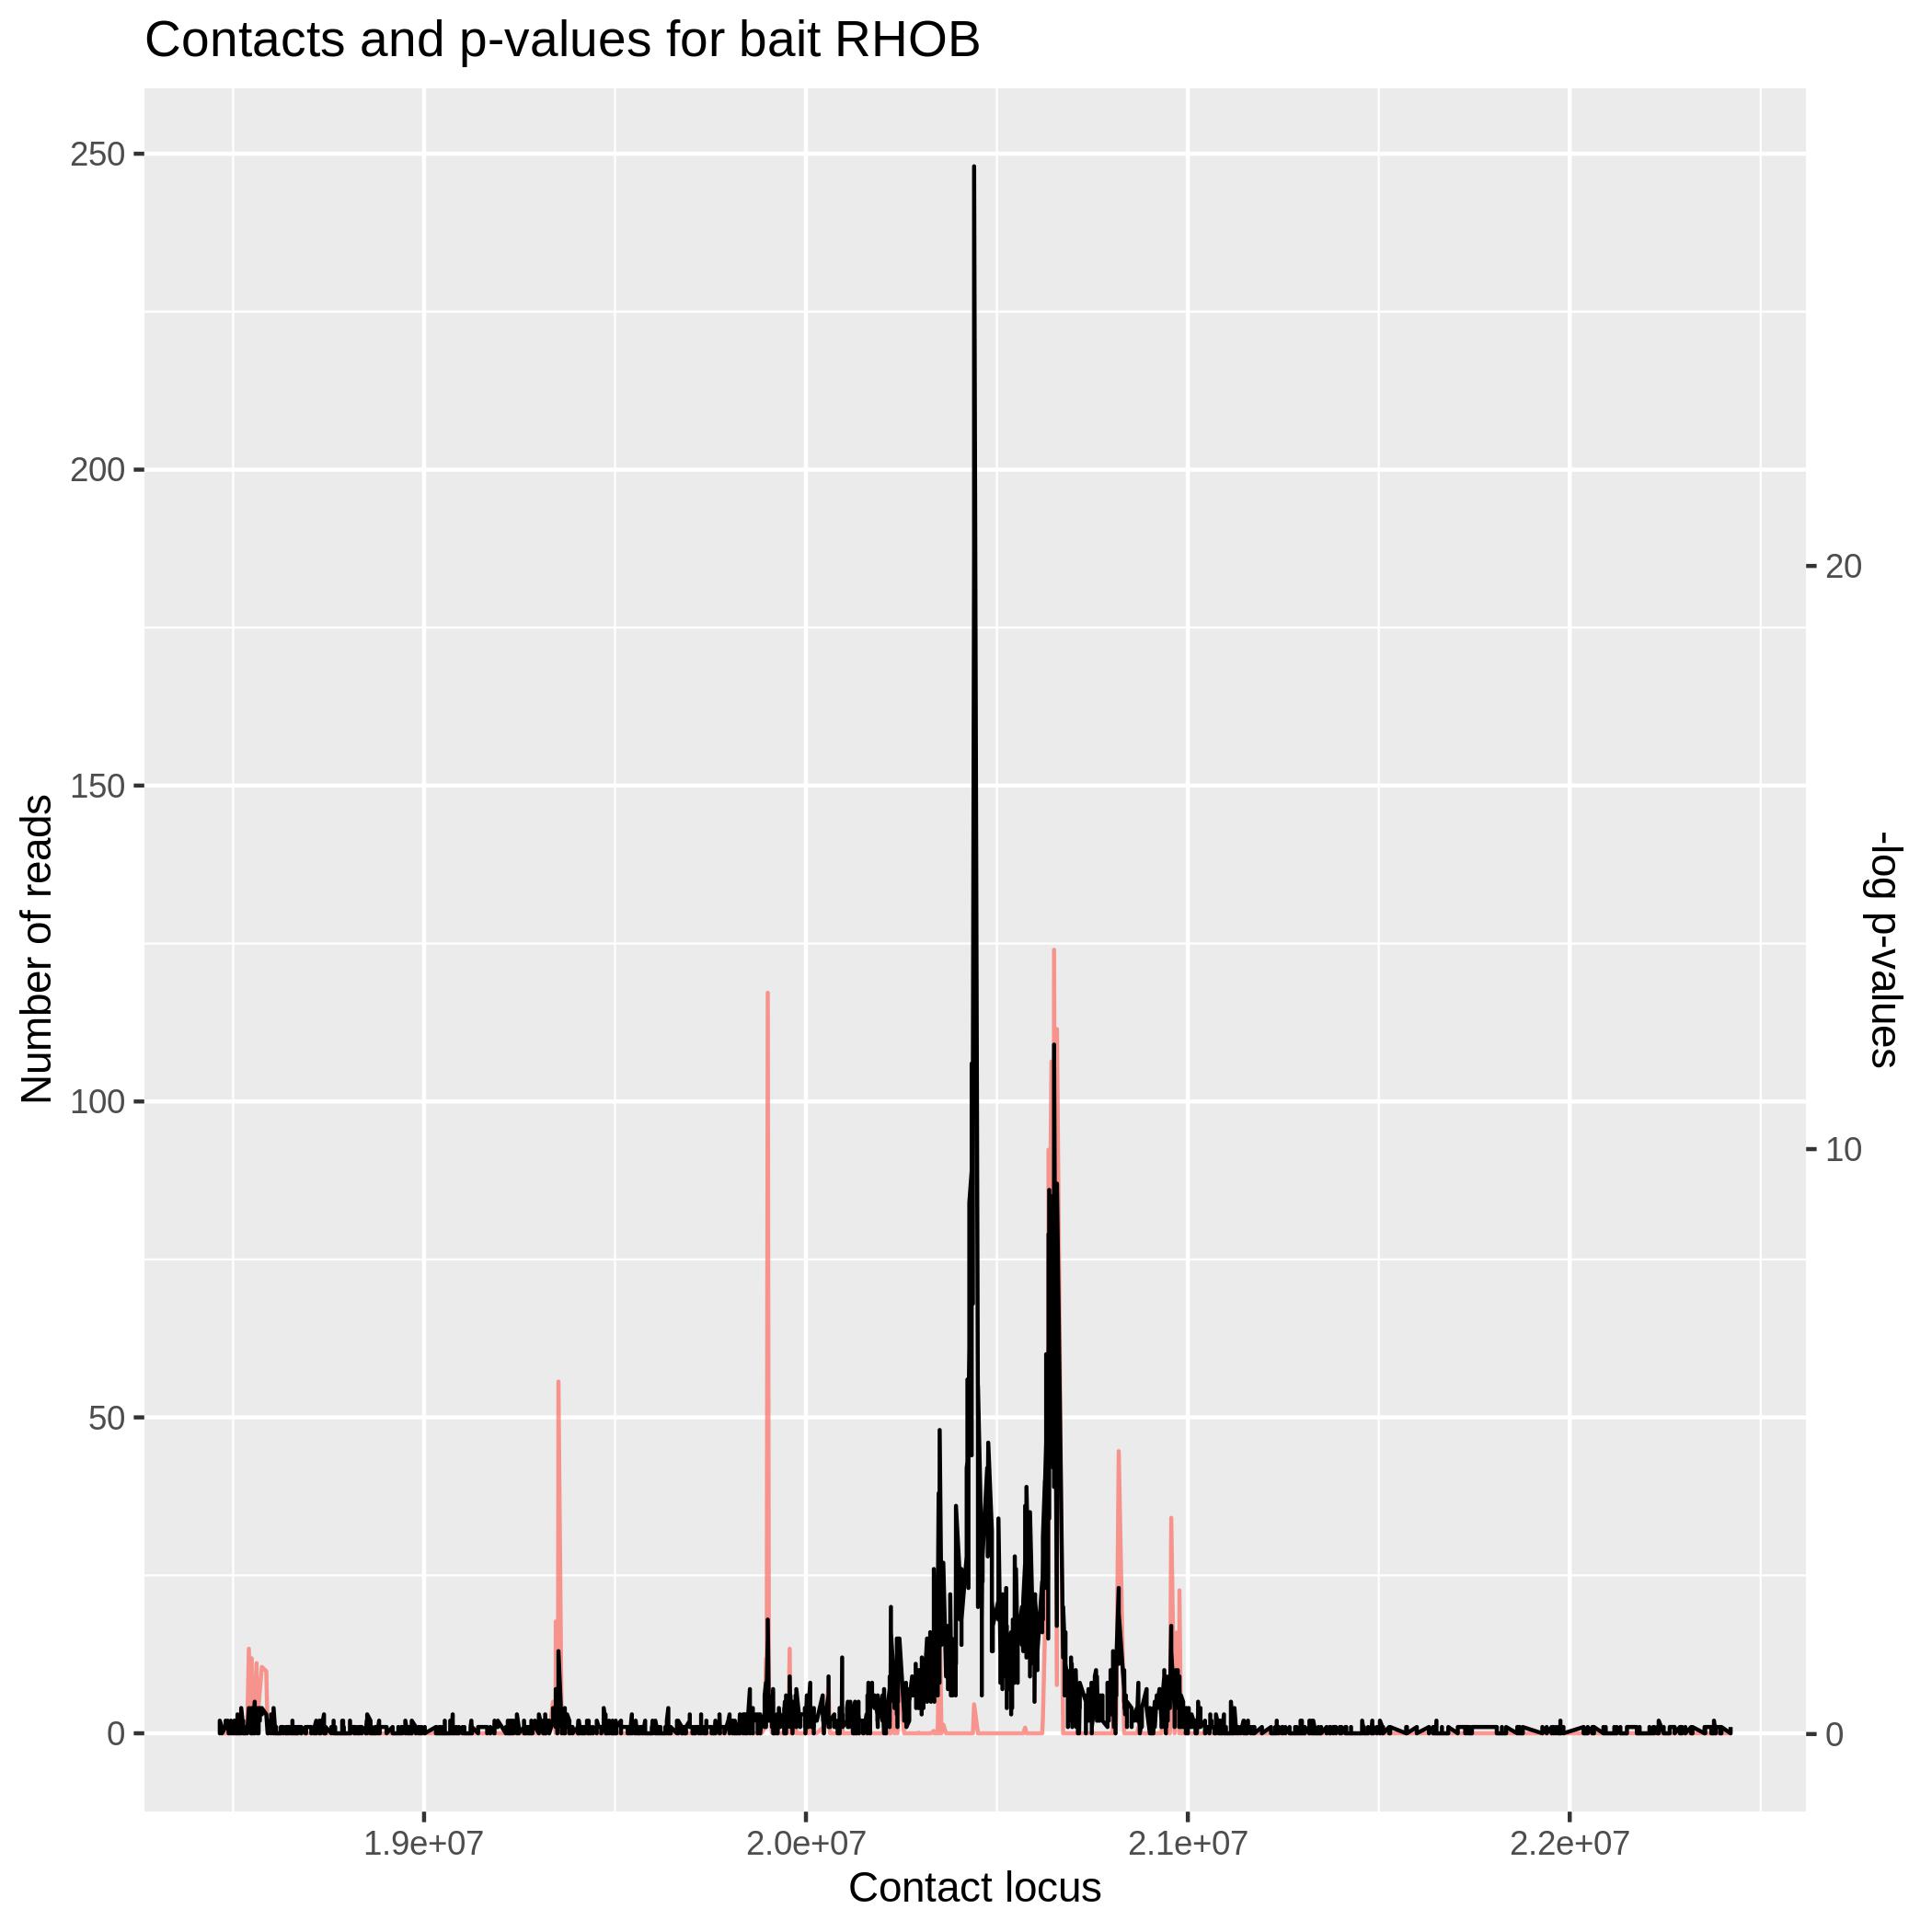 Contacts and p-values for bait RHOB
250
200
150
100
50
0
Number of reads
20
10
0
-log p-values
1.9e+07
2.0e+07
2.1e+07
2.2e+07
Contact locus